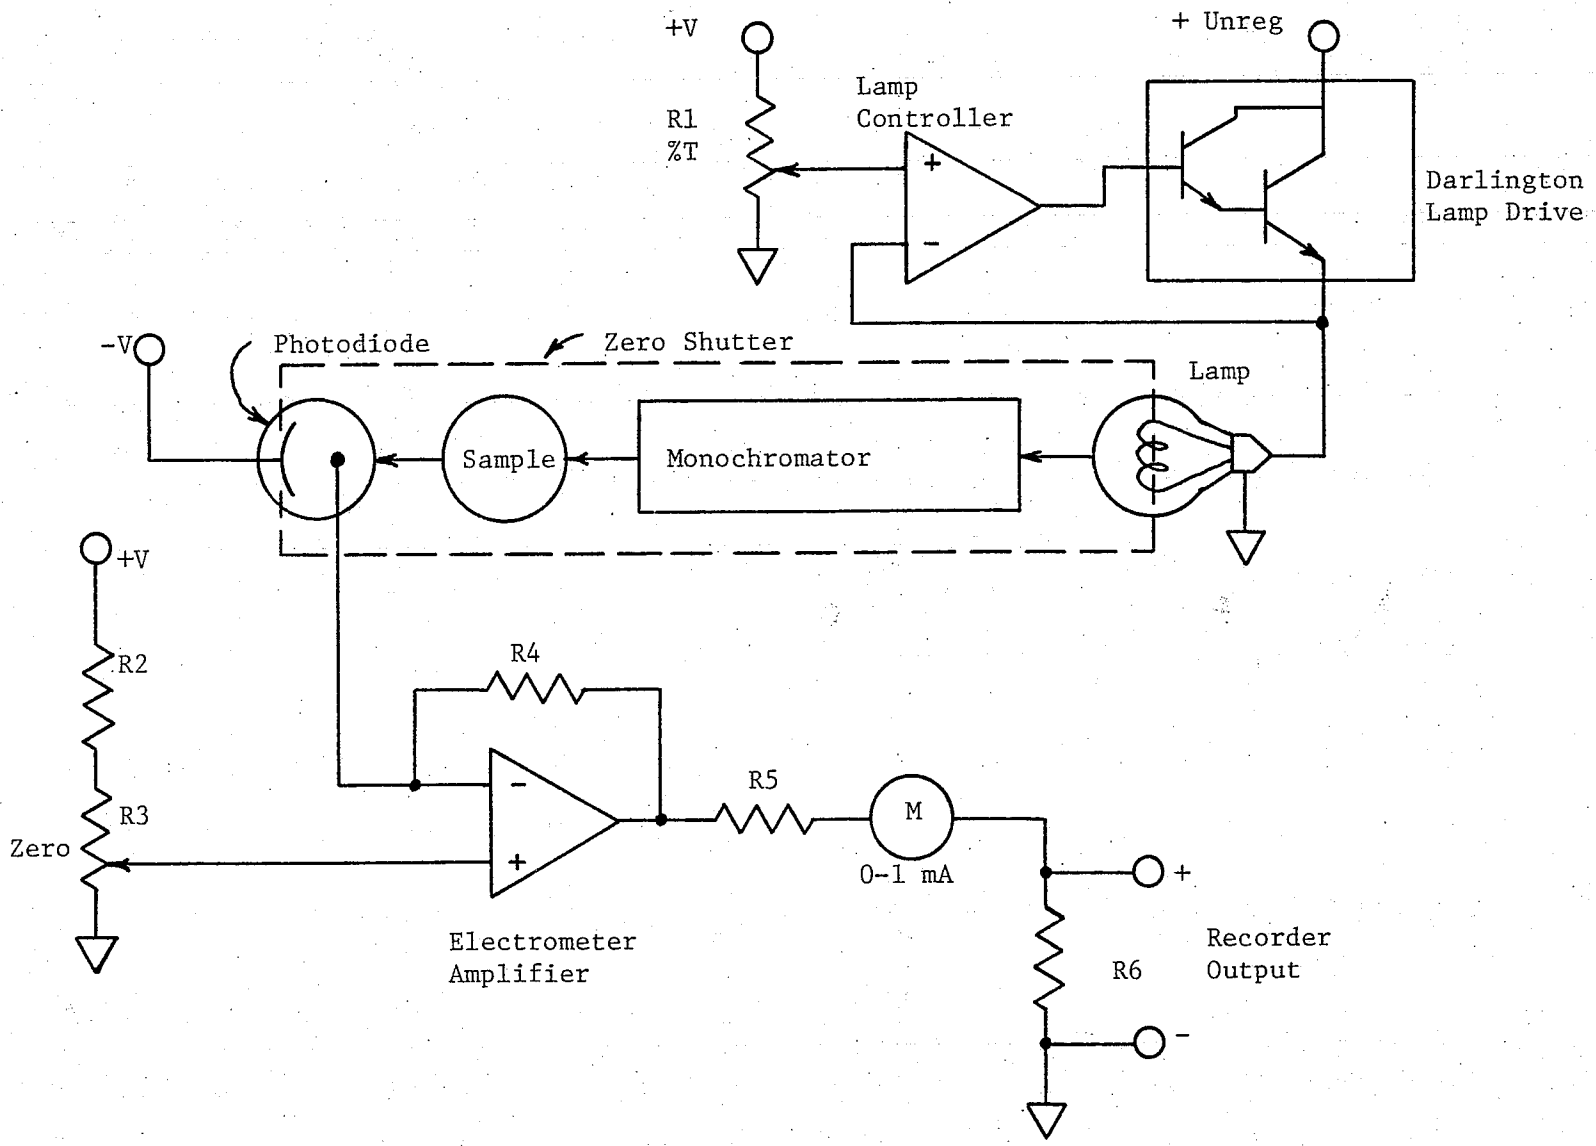 +V
+ Unreg
Lamp
Controller
R1
%T
+
-
Darlington
Lamp Drive
-V
Photodiode
Zero Shutter
Lamp
Sample
Monochromator
+V
R2
R4
R3
Zero
-
+
R5
M
0-1 mA
+
Electrometer
Amplifier
Recorder
Output
R6
-